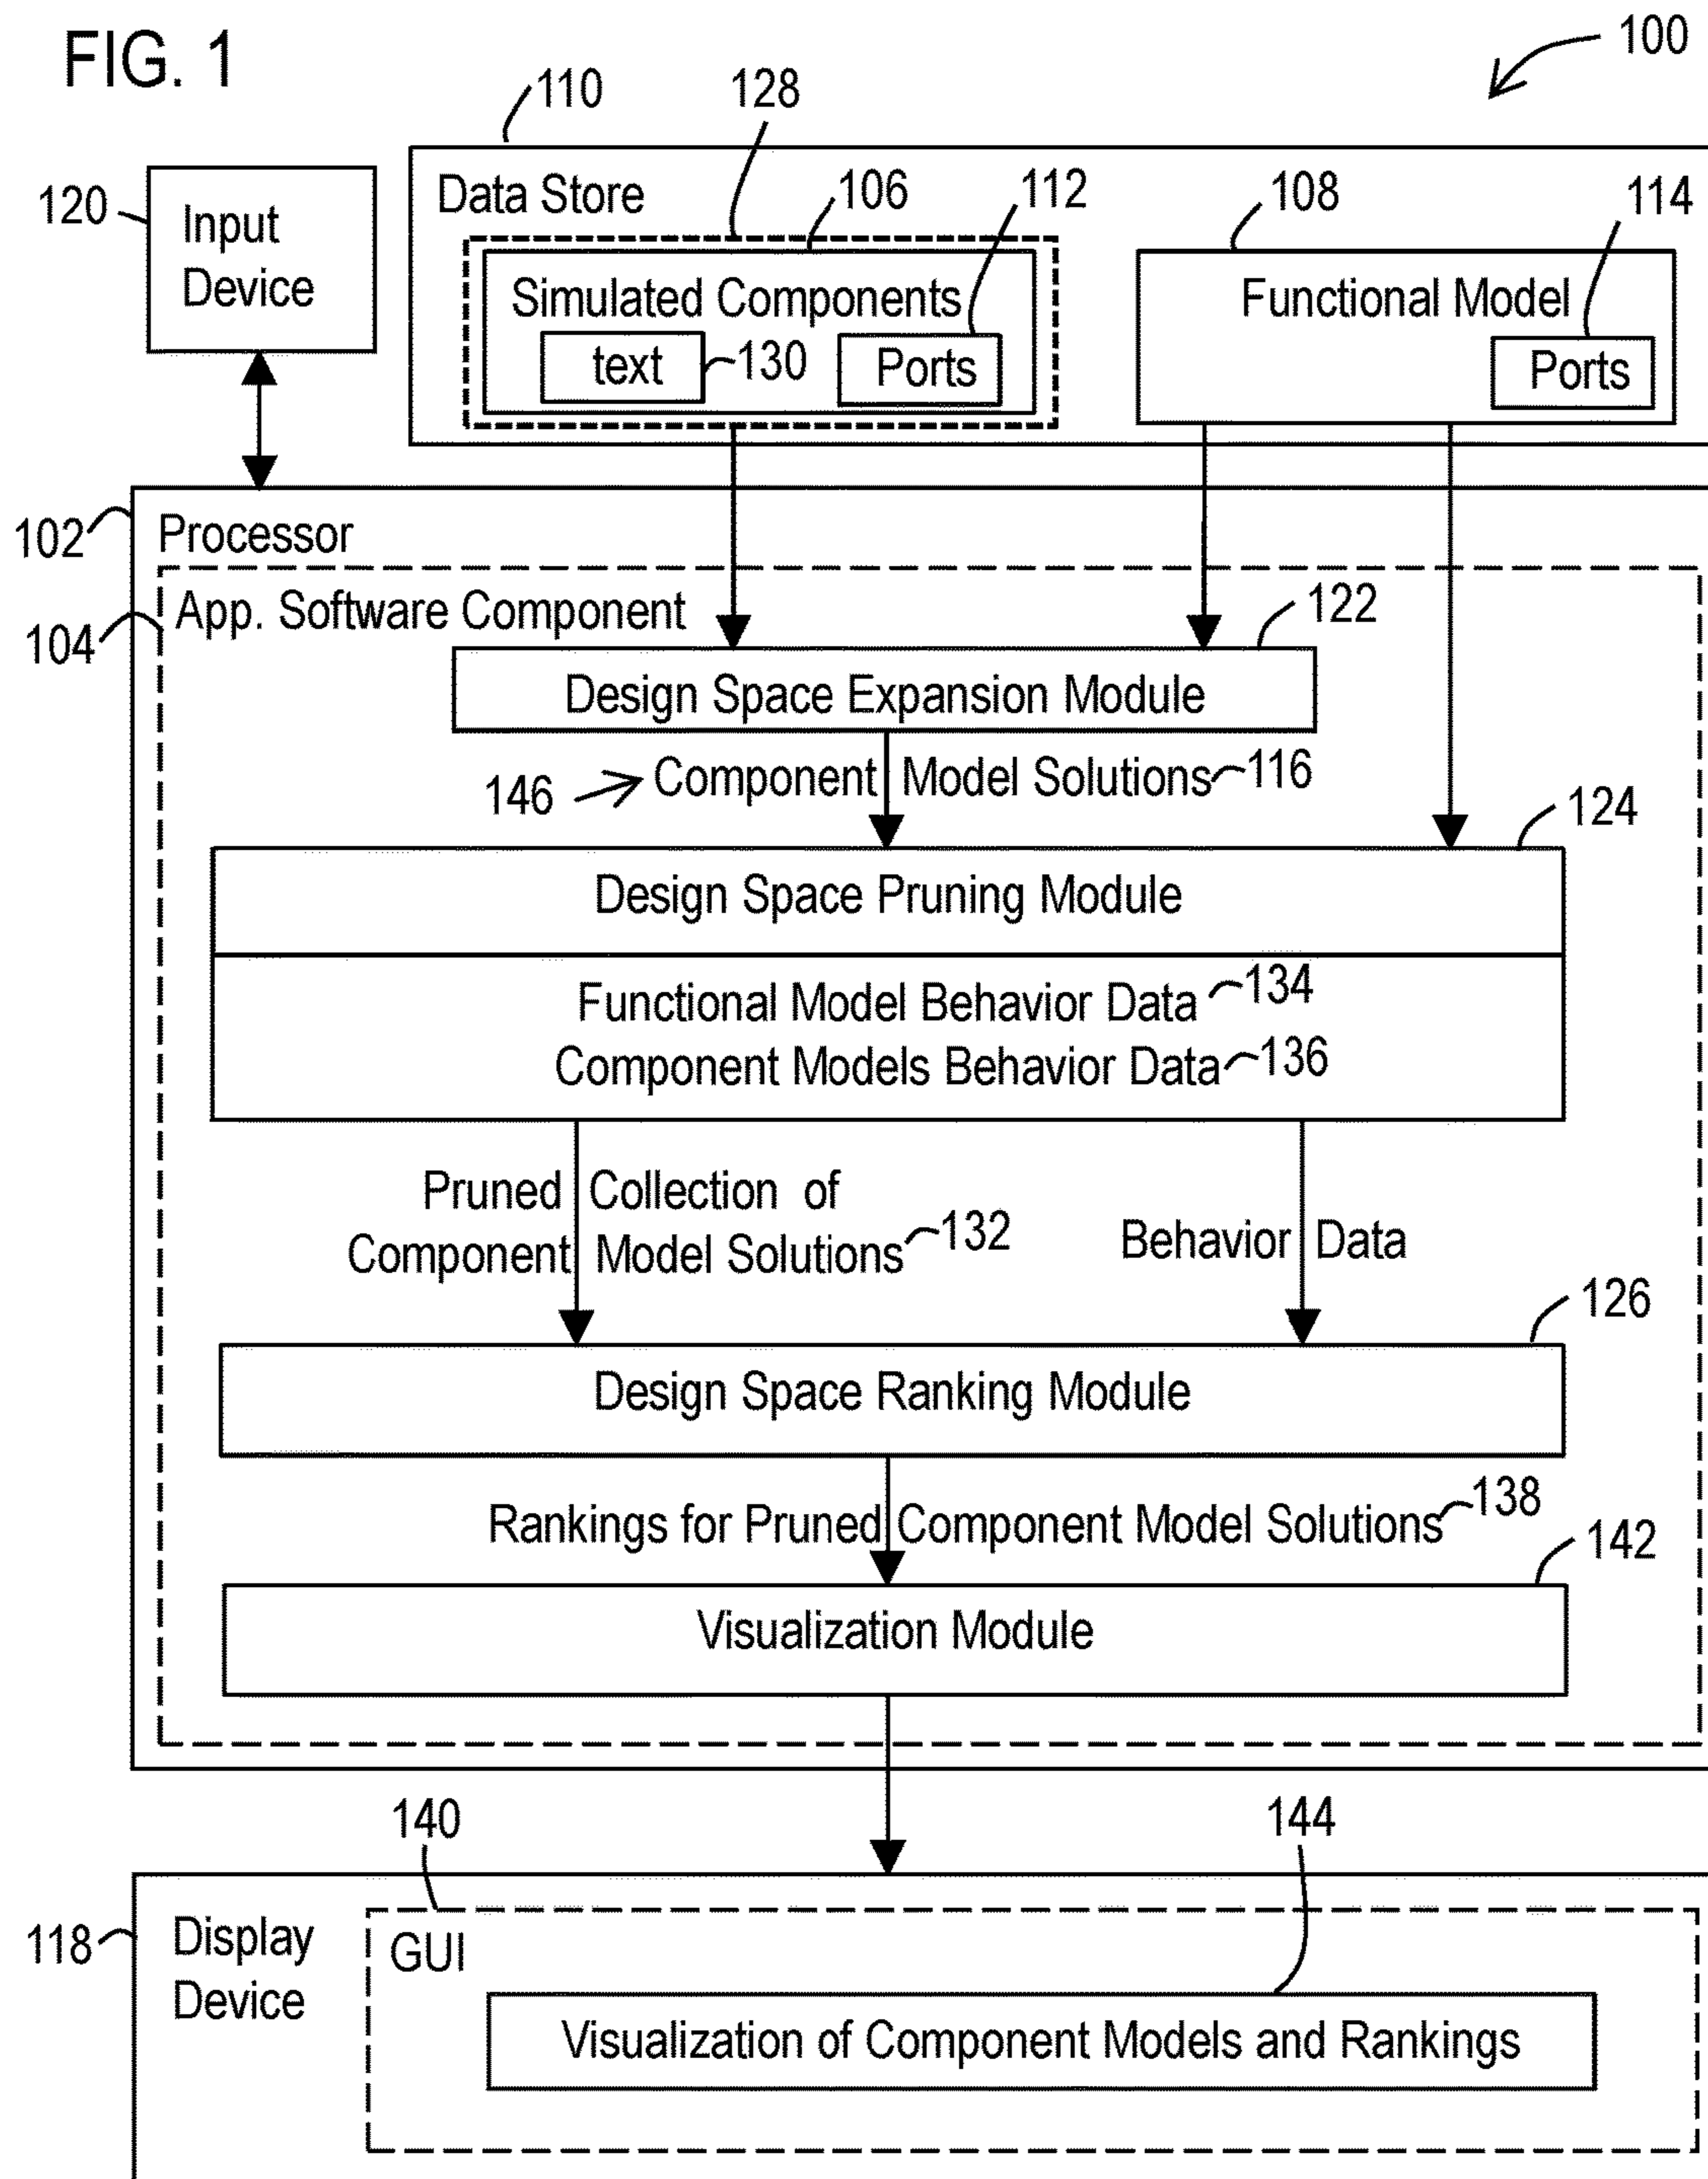 FIG. 1
100
110
128
120
Input
Device
Data Store
106
112
108
114
Simulated Components
text
130
Ports
Functional Model
Ports
102
Processor
104
App. Software Component
122
Design Space Expansion Module
146
Component Model Solutions
116
124
Design Space Pruning Module
Functional Model Behavior Data
134
Component Models Behavior Data
136
Pruned Collection of
Component Model Solutions
132
Behavior Data
126
Design Space Ranking Module
Rankings for Pruned Component Model Solutions
138
142
Visualization Module
140
144
118
Display
Device
GUI
Visualization of Component Models and Rankings